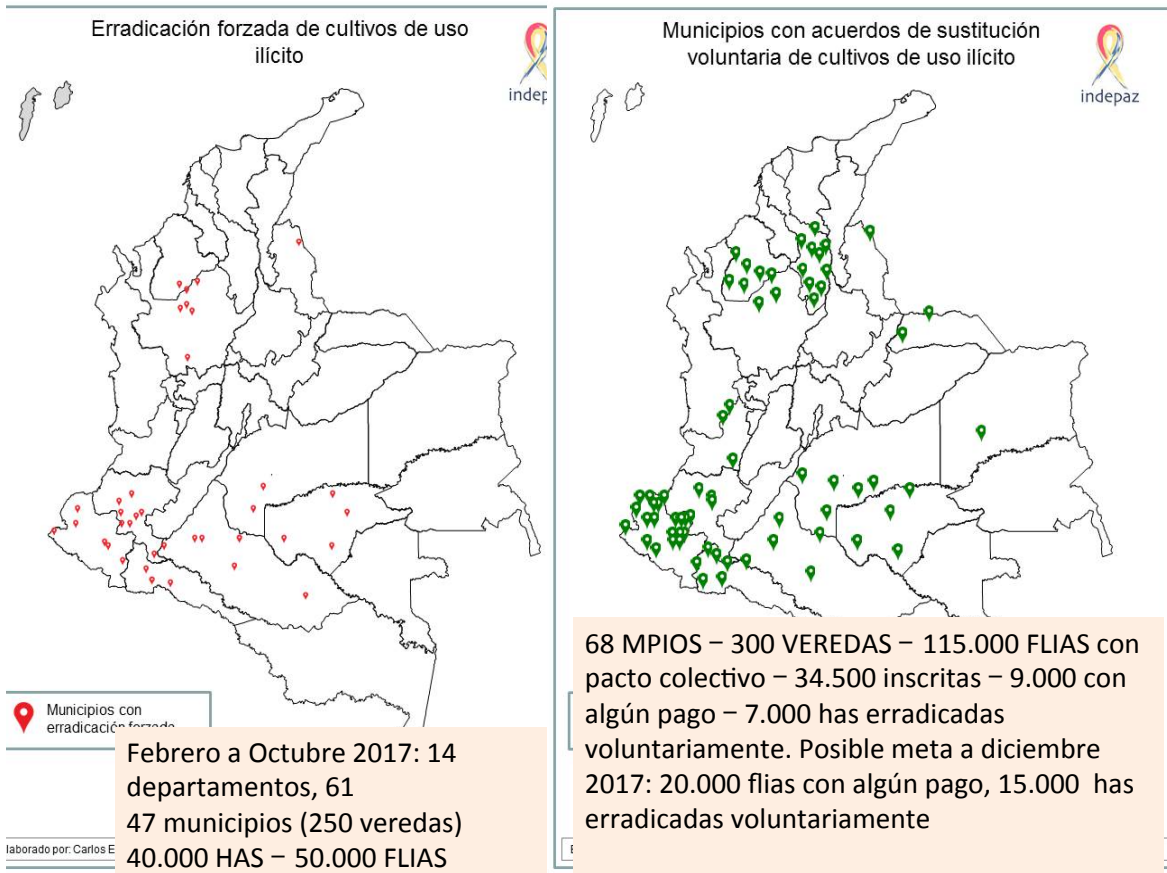 Erradicación forzada de cultivos de uso
ilícito
indep
Municipios con
erradicación forzada
Febrero a Octubre 2017: 14
departamentos, 61
47 municipios (250 veredas)
40.000 HAS – 50.000 FLIAS
laborado por: Carlos E
Municipios con acuerdos de sustitución
voluntaria de cultivos de uso ilícito
indepaz
68 MPIOS – 300 VEREDAS – 115.000 FLIAS con
pacto colectivo – 34.500 inscritas – 9.000 con
algún pago – 7.000 has erradicadas
voluntariamente. Posible meta a diciembre
2017: 20.000 flias con algún pago, 15.000 has
erradicadas voluntariamente
E